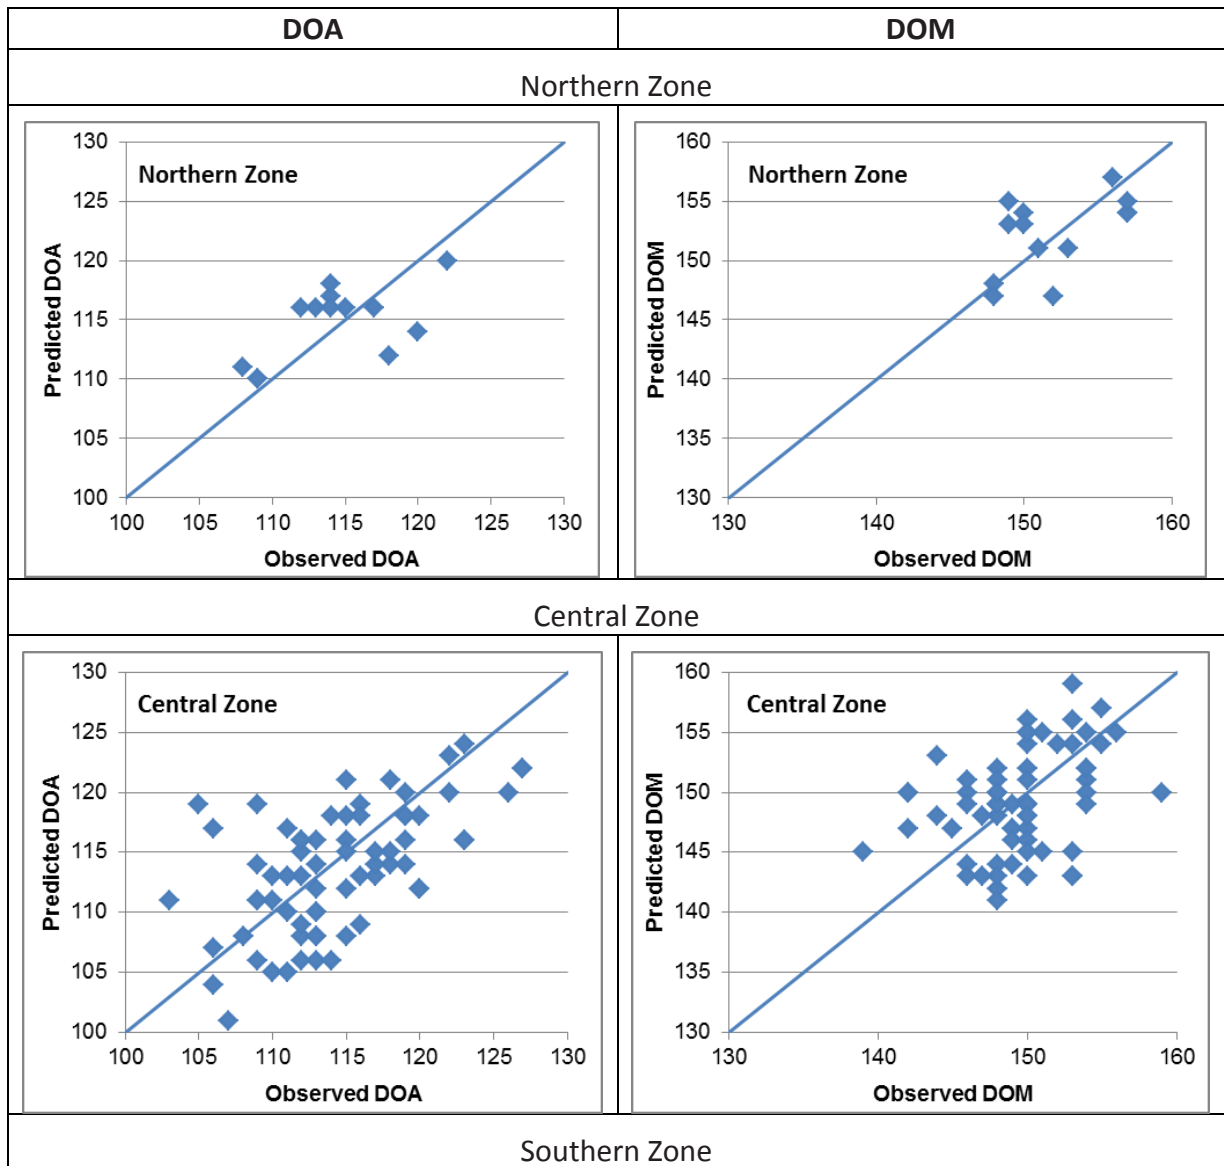 DOA DOM
Northern Zone
130
125
120
115
110
105
100
100 105 110 115 120 125 130
Northern Zone
Predicted DOA
Observed DOA
160
155
150
145
140
135
130
130 140 150 160
Northern Zone
Predicted DOM
Observed DOM
Central Zone
130
125
120
115
110
105
100
100 105 110 115 120 125 130
Central Zone
Predicted DOA
Observed DOA
160
155
150
145
140
135
130
130 140 150 160
Central Zone
Predicted DOM
Observed DOM
Southern Zone